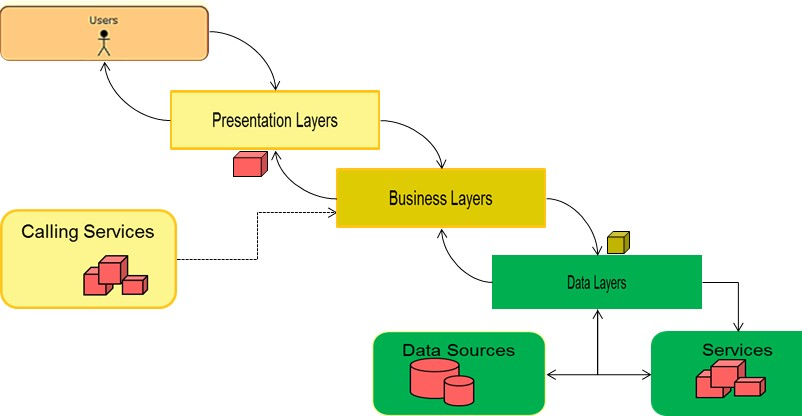 Users
Presentation Layers
Business Layers
Calling Services
Data Layers
Data Sources
Services